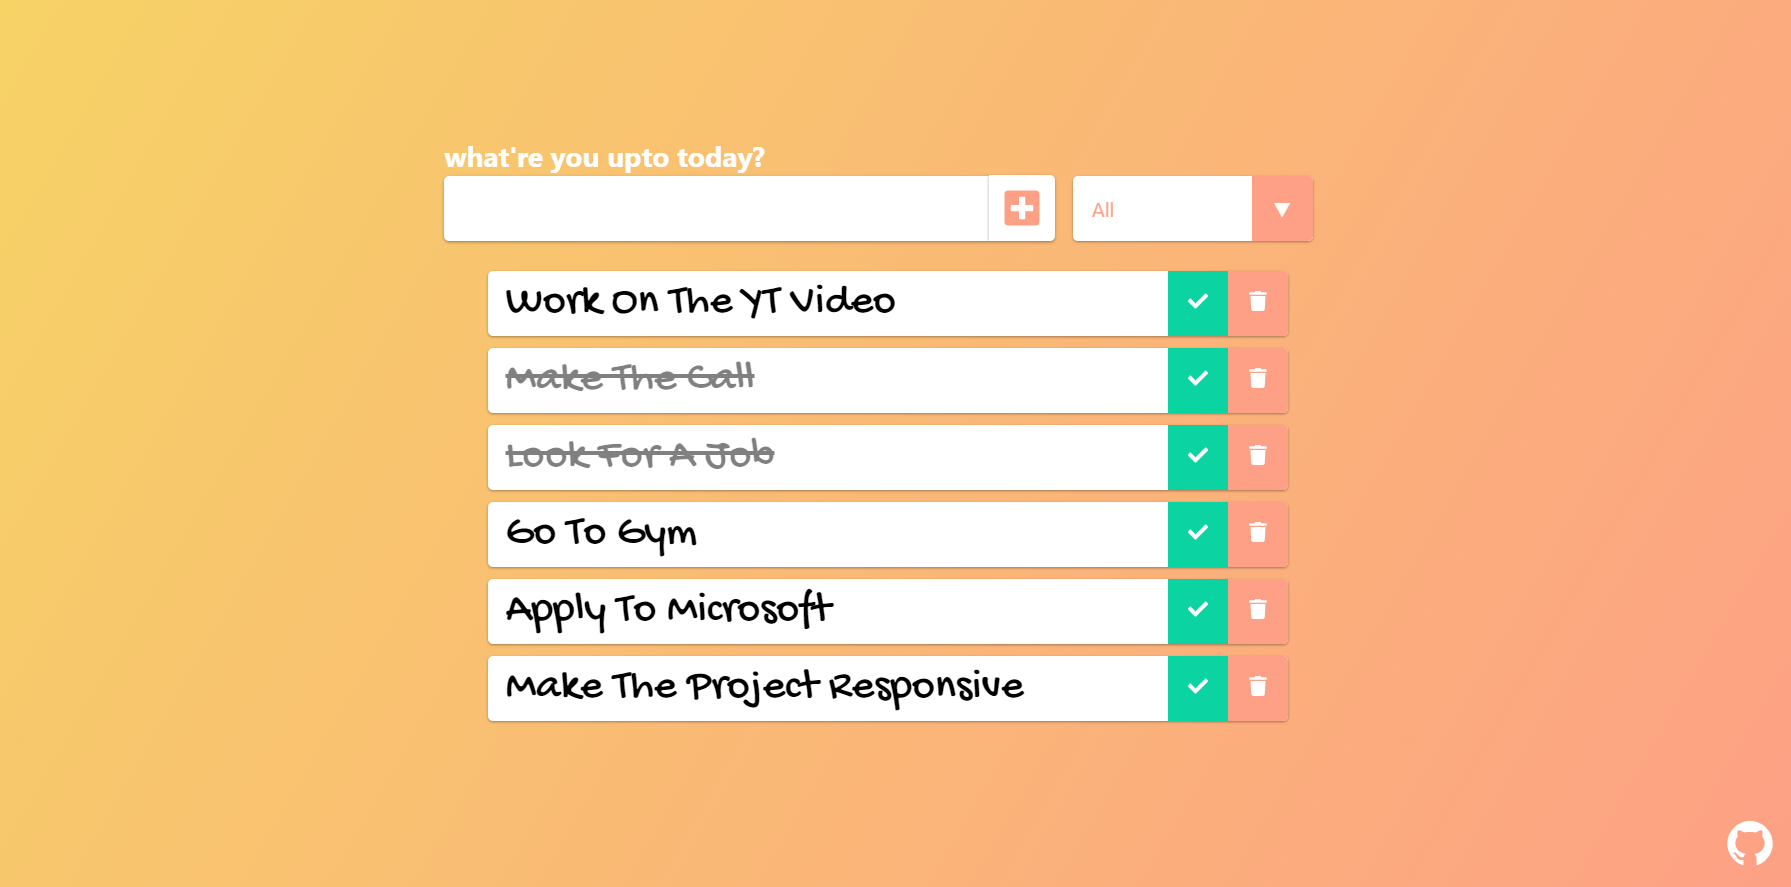 what're you upto today?
All
Work On The YT Video
Make The Call
Look For A Job
Go To Gym
Apply To Microsoft
Make The Project Responsive